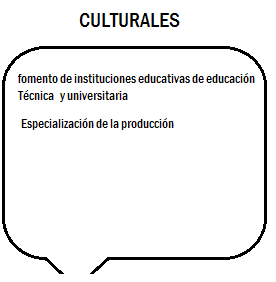 CULTURALES
fomento de instituciones educativas de educación
Técnica y universitaria
Especialización de la producción